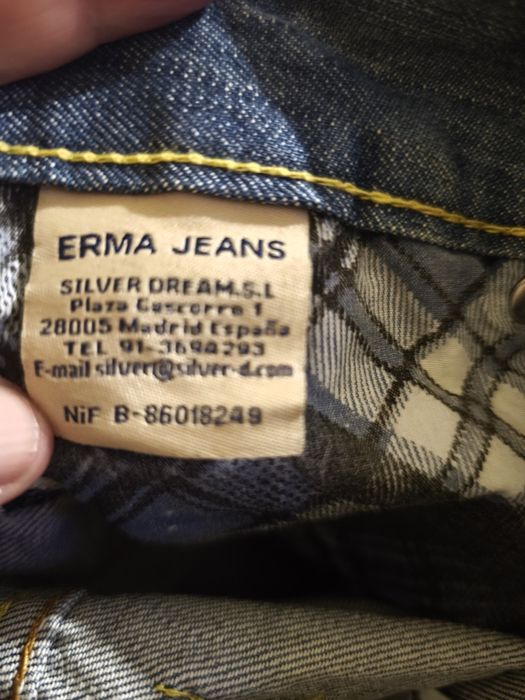 ERMA JEANS
SILVER DREAM.S.L
Plaza Cascorro 1
28005 Madrid España
TEL 91-3694293
E-mail silver@silver-d.com
NiF B-86018249